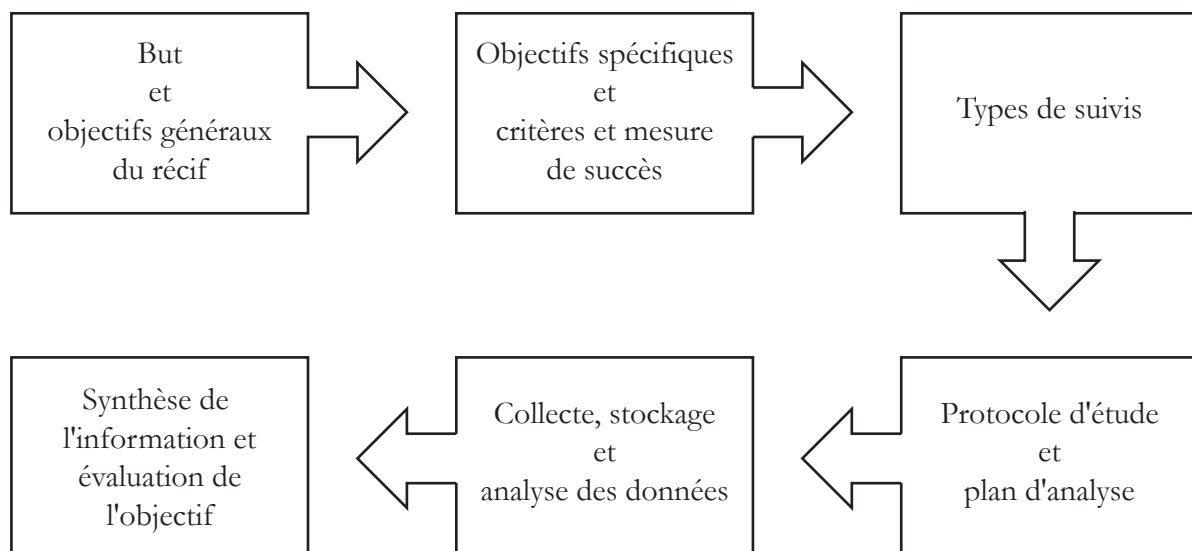 But
et
objectifs généraux
du récif
Objectifs spécifiques
et
critères et mesure
de succès
Types de suivis
Protocole d'étude
et
plan d'analyse
Collecte, stockage
et
analyse des données
Synthèse de
l'information et
évaluation de
l'objectif